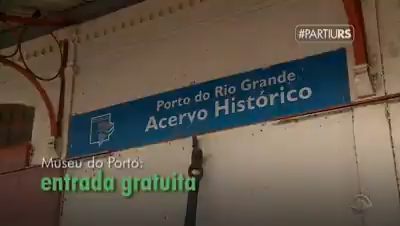 #PARTIURS
Porto do Rio Grande
Acervo Histórico
Museu do Porto:
entrada gratuita